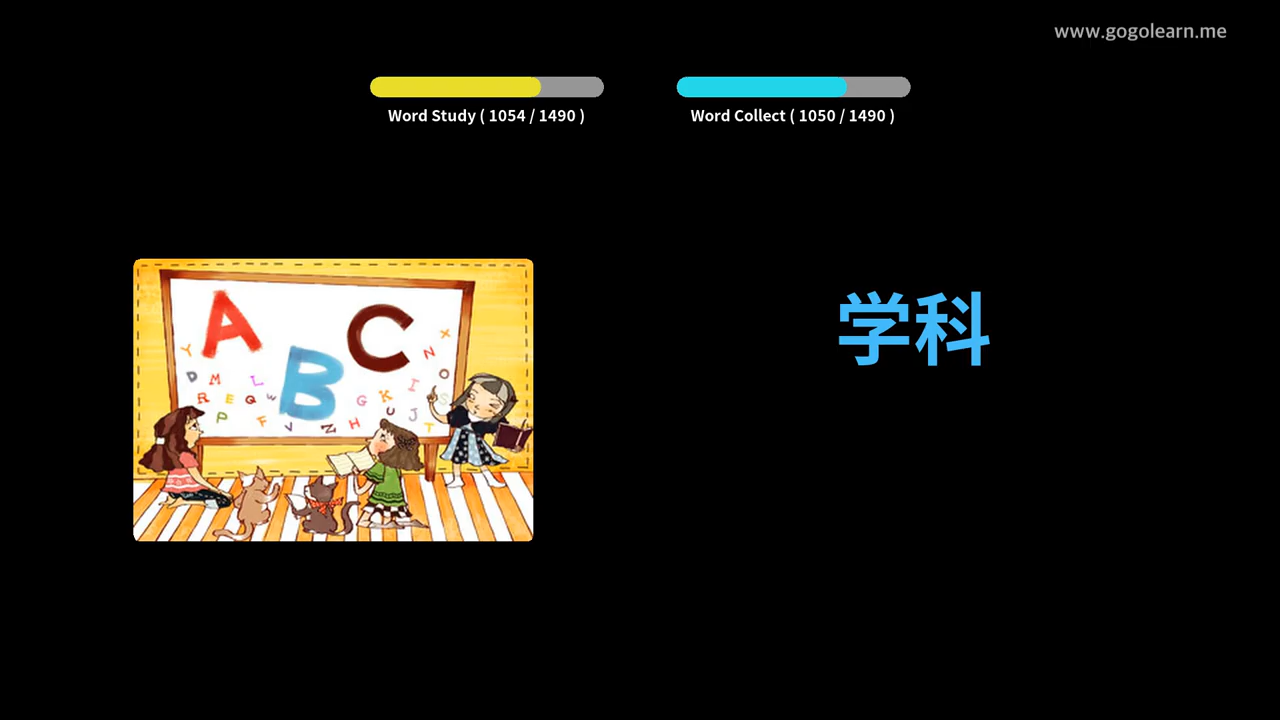 www.gogolearn.me
Word Study ( 1054 / 1490 )
Word Collect ( 1050 / 1490 )
A
B
C
X
Y
N
D
M
L
I
O
R
E
Q
W
G
K
S
P
F
V
Z
H
U
J
T
学科